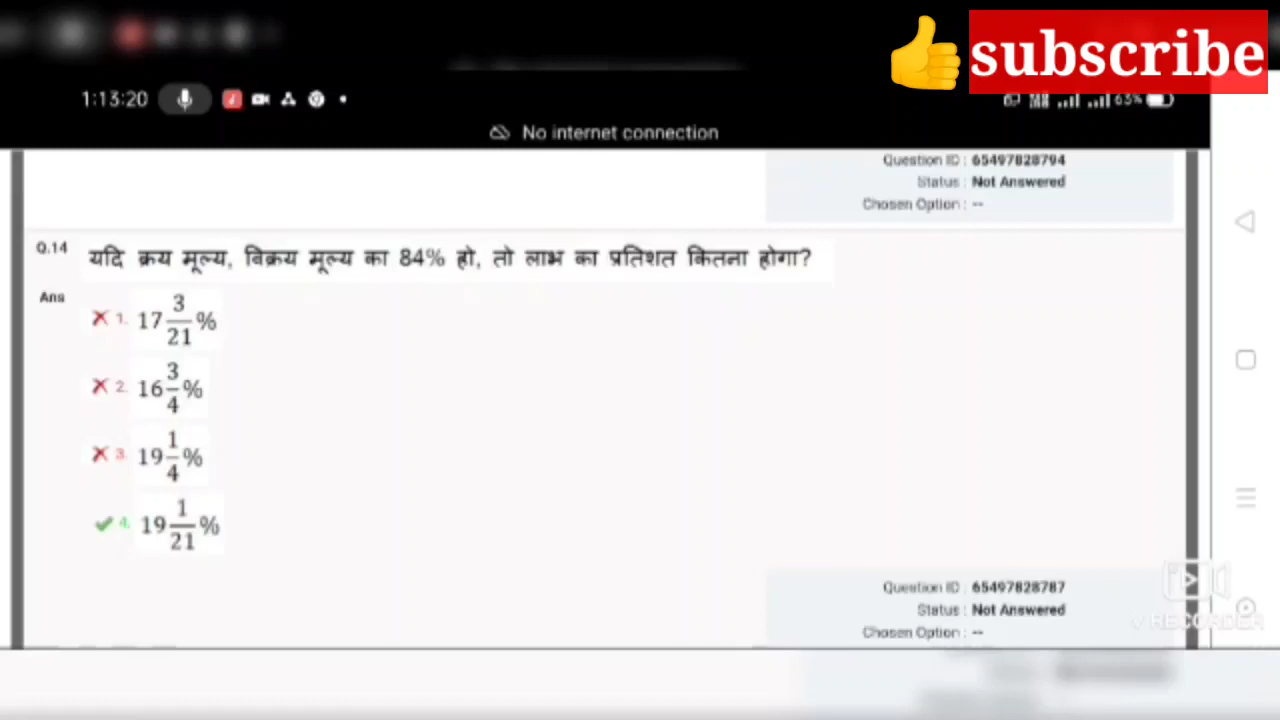 subscribe
1:13:20
63%
No internet connection
Question ID : 65497828794
Status : Not Answered
Chosen Option : --
Q.14 यदि क्रय मूल्य, विक्रय मूल्य का 84% हो, तो लाभ का प्रतिशत कितना होगा?
Ans
1. 17 3/21 %
2. 16 3/4 %
3. 19 1/4 %
4. 19 1/21 %
Question ID : 65497828787
Status : Not Answered
Chosen Option : --
V RECORDER